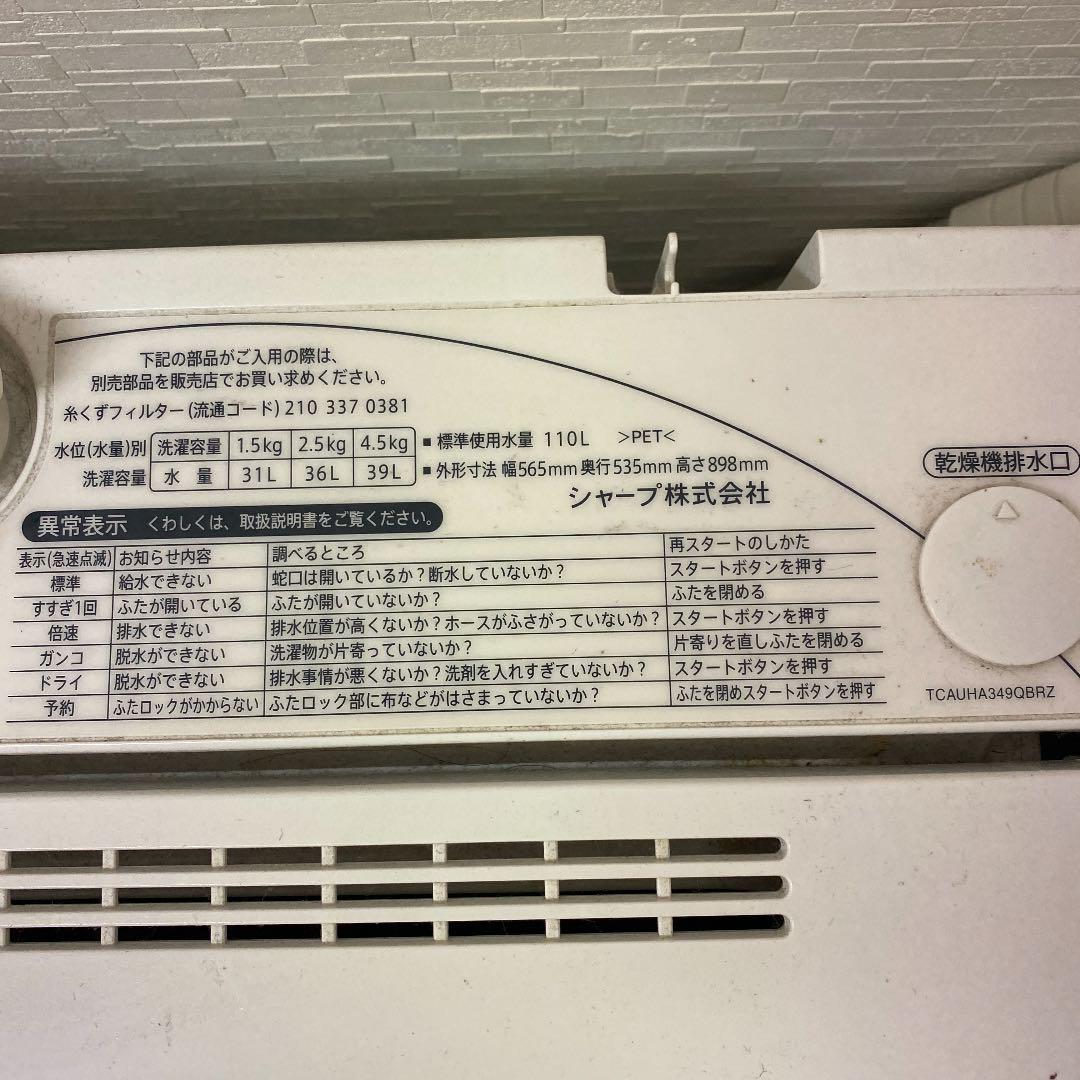 下記の部品がご入用の際は、
別売部品を販売店でお買い求めください。
糸くずフィルター(流通コード) 210 337 0381
水位(水量)別 洗濯容量 1.5kg 2.5kg 4.5kg
洗濯容量 水 量 31L 36L 39L
■ 標準使用水量 110L >PET<
■ 外形寸法 幅565mm 奥行535mm 高さ898mm
シャープ株式会社
乾燥機排水口
異常表示 くわしくは、取扱説明書をご覧ください。
表示(急速点滅) お知らせ内容 調べるところ 再スタートのしかた
標準 給水できない 蛇口は開いているか？断水していないか？ スタートボタンを押す
すすぎ1回 ふたが開いている ふたが開いていないか？ ふたを閉める
倍速 排水できない 排水位置が高くないか？ホースがふさがっていないか？ スタートボタンを押す
ガンコ 脱水ができない 洗濯物が片寄っていないか？ 片寄りを直しふたを閉める
ドライ 脱水ができない 排水事情が悪くないか？洗剤を入れすぎていないか？ スタートボタンを押す
予約 ふたロックがかからない ふたロック部に布などがはさまっていないか？ ふたを閉めスタートボタンを押す
TCAUHA349QBRZ